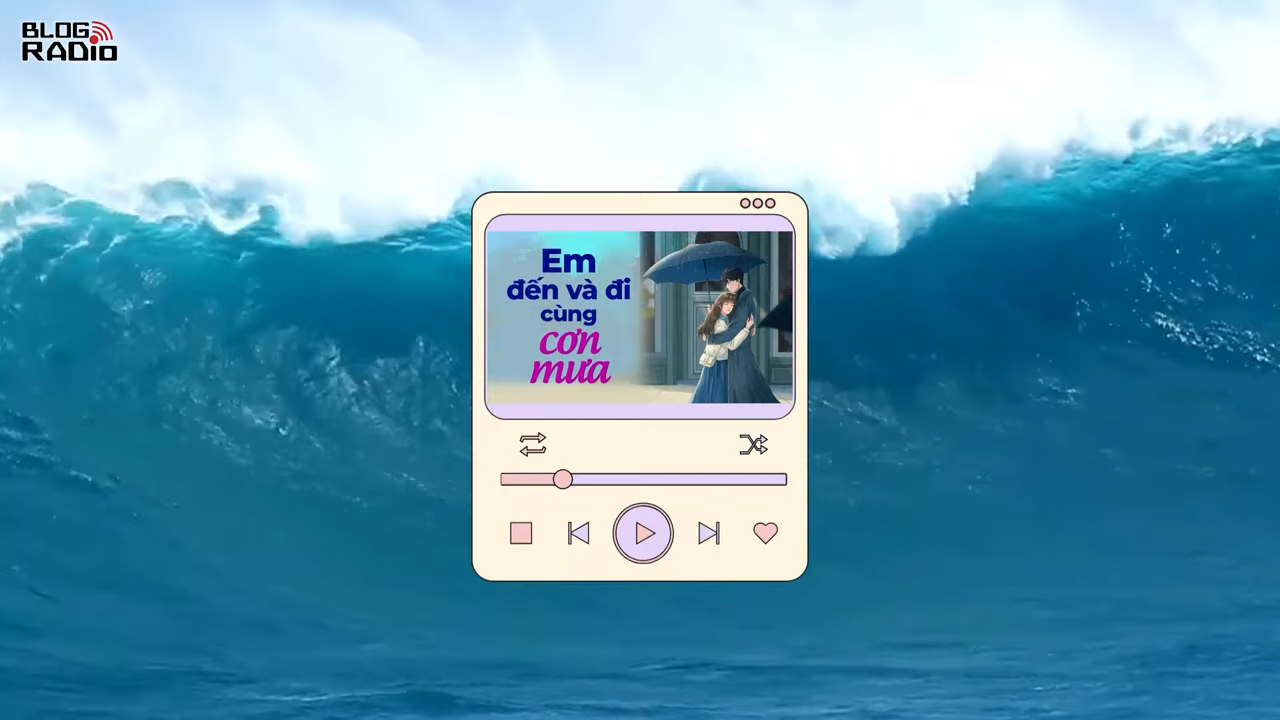 BLOG
RADIO
Em
đến và đi
cùng
cơn
mưa